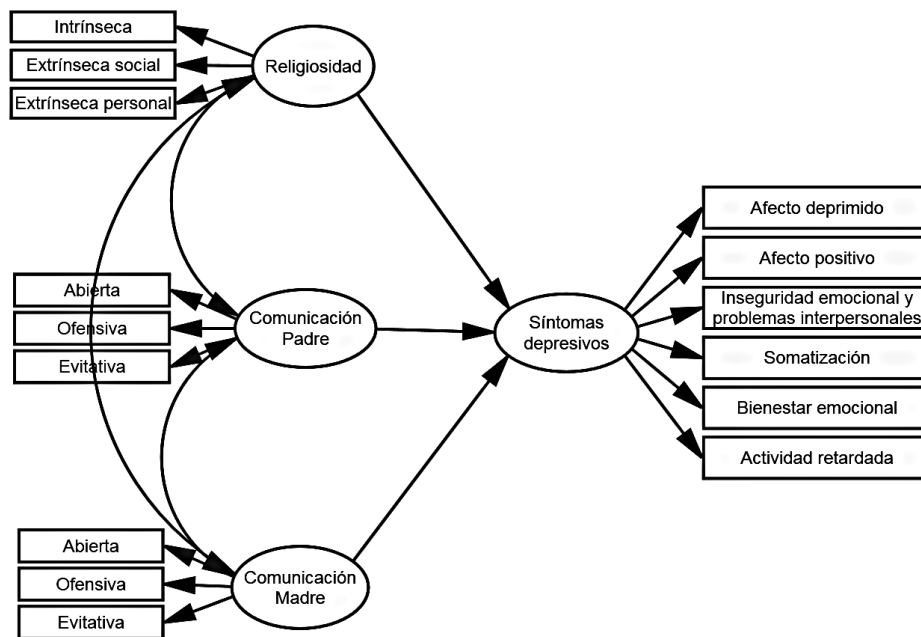 Intrínseca
Extrínseca social
Extrínseca personal
Religiosidad
Abierta
Ofensiva
Evitativa
Comunicación
Padre
Abierta
Ofensiva
Evitativa
Comunicación
Madre
Síntomas
depresivos
Afecto deprimido
Afecto positivo
Inseguridad emocional y
problemas interpersonales
Somatización
Bienestar emocional
Actividad retardada